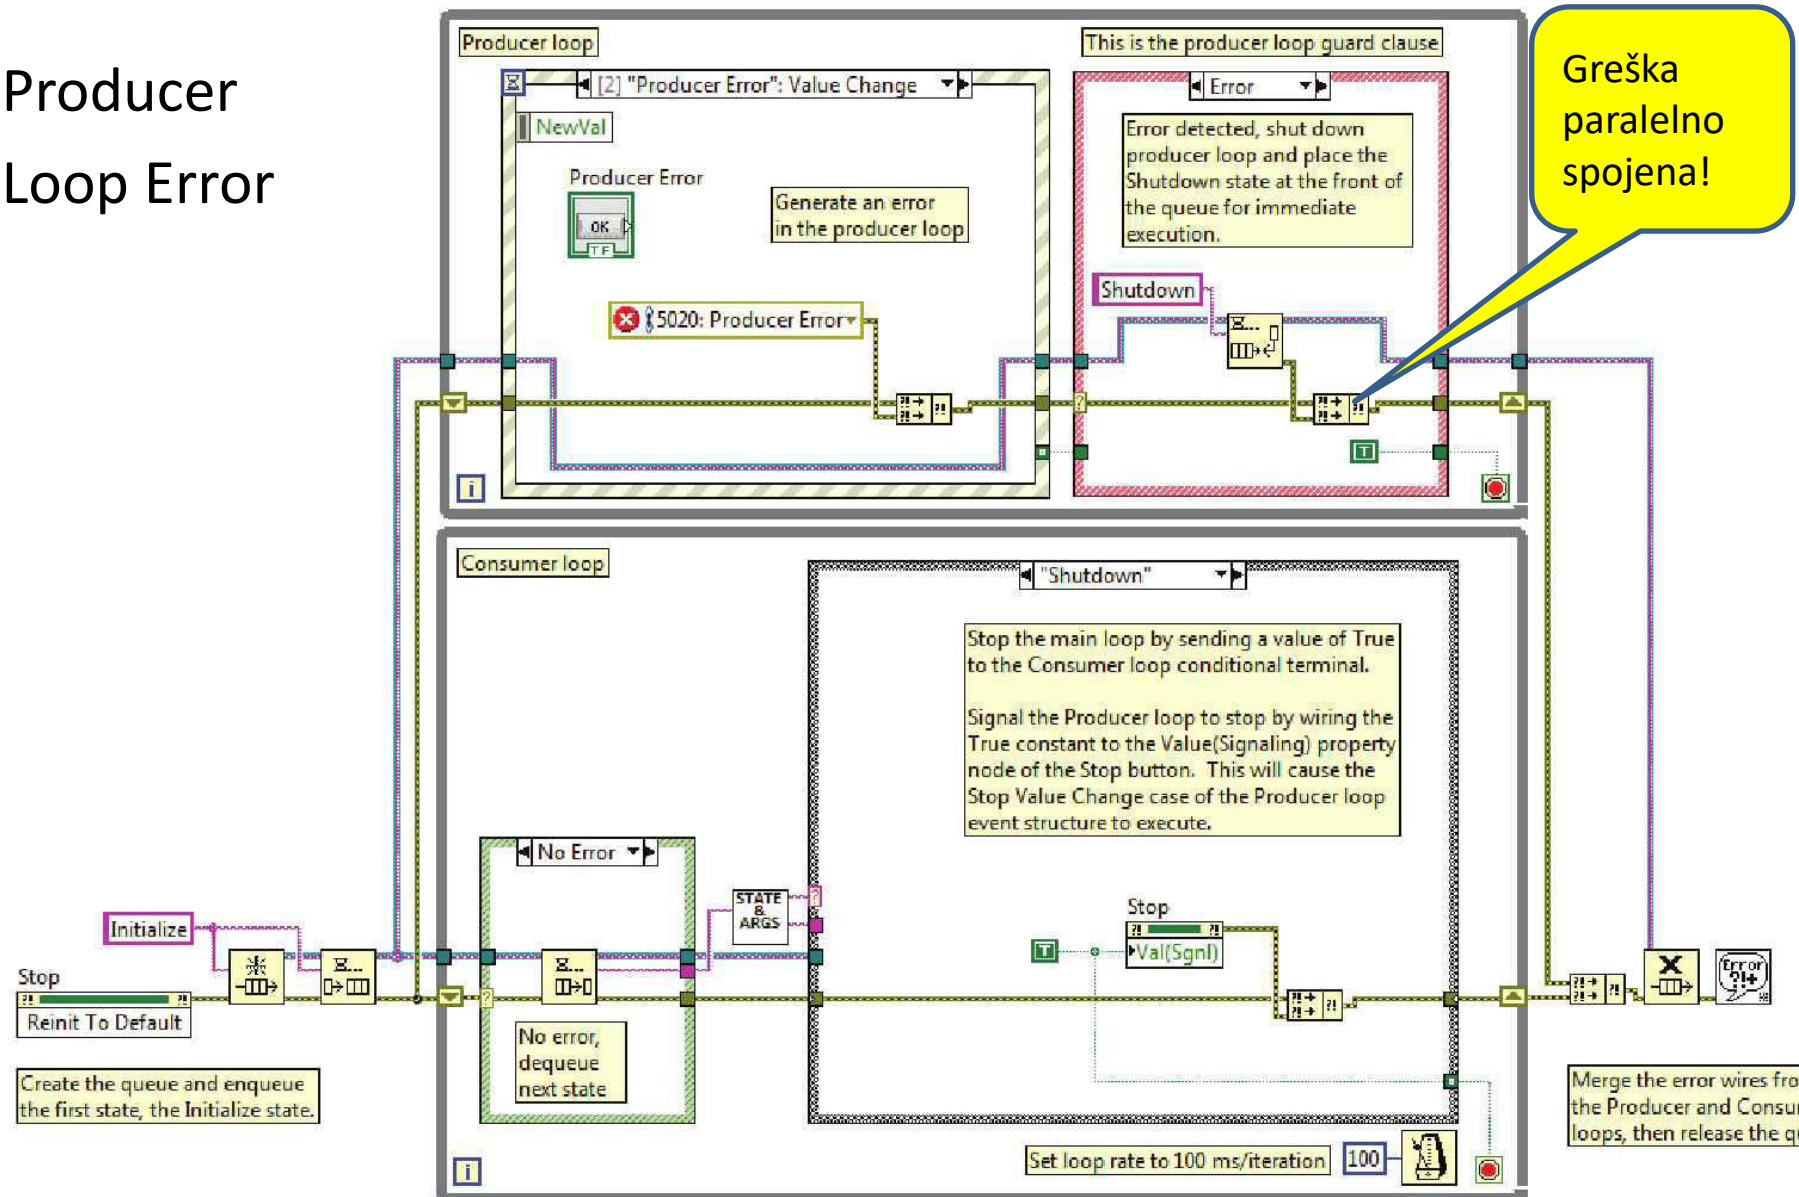 Producer
Loop Error
Producer loop
[2] "Producer Error": Value Change
NewVal
Producer Error
OK
TF
Generate an error
in the producer loop
5020: Producer Error
This is the producer loop guard clause
Error
Error detected, shut down
producer loop and place the
Shutdown state at the front of
the queue for immediate
execution.
Shutdown
T
i
Greška
paralelno
spojena!
Consumer loop
"Shutdown"
Stop the main loop by sending a value of True
to the Consumer loop conditional terminal.
Signal the Producer loop to stop by wiring the
True constant to the Value(Signaling) property
node of the Stop button. This will cause the
Stop Value Change case of the Producer loop
event structure to execute.
No Error
STATE
&
ARGS
Initialize
Stop
Reinit To Default
No error,
dequeue
next state
Stop
Val(Sgnl)
T
Error
?!+
Create the queue and enqueue
the first state, the Initialize state.
Merge the error wires fro
the Producer and Consu
loops, then release the q
Set loop rate to 100 ms/iteration
100
i